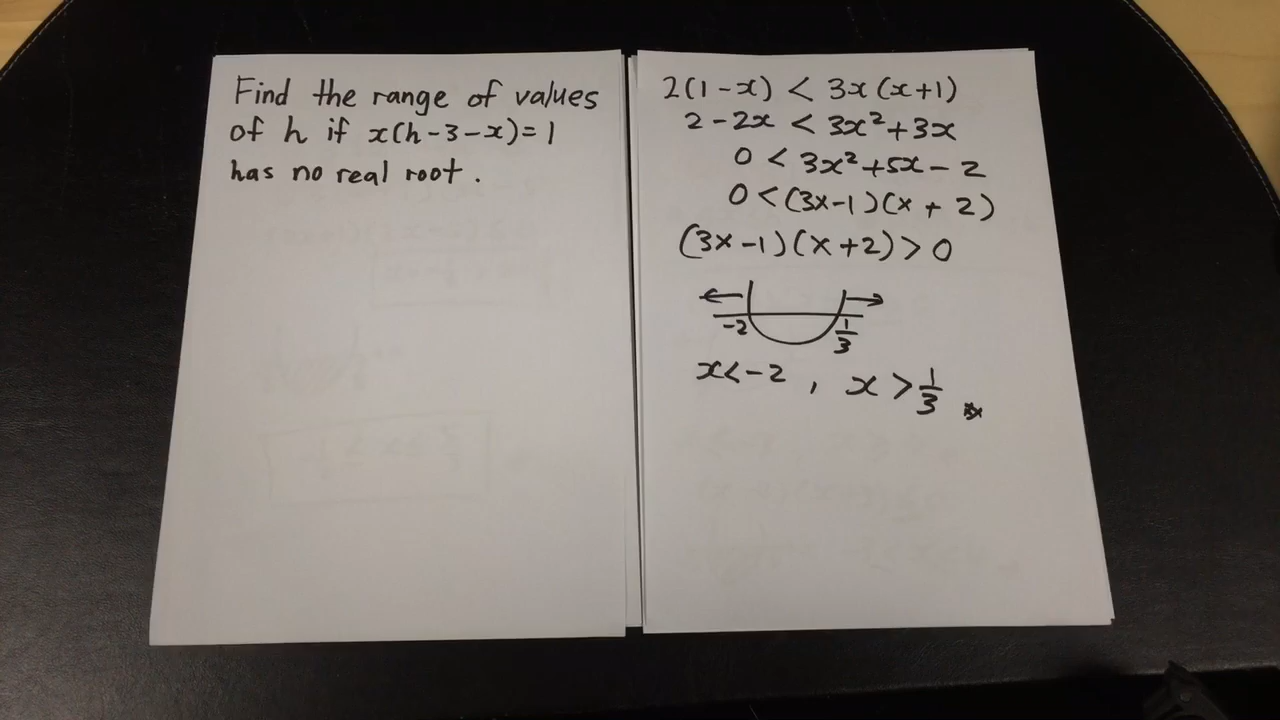 Find the range of values
of h if x(h-3-x)=1
has no real root.
2(1-x) < 3x(x+1)
2-2x < 3x²+3x
0 < 3x²+5x-2
0<(3x-1)(x+2)
(3x-1)(x+2)>0
-2 1/3
x<-2, x>1/3